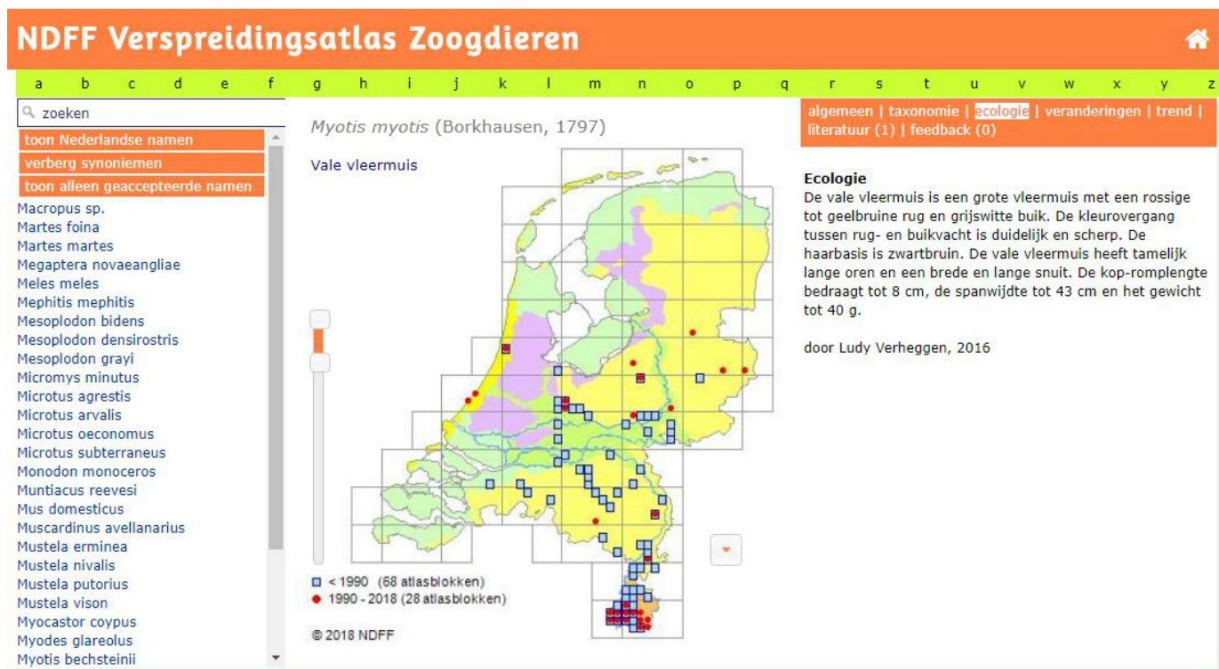 NDFF Verspreidingsatlas Zoogdieren
a b c d e f g h i j k l m n o p q r s t u v w x y z
zoeken
toon Nederlandse namen
verberg synoniemen
toon alleen geaccepteerde namen
Macropus sp.
Martes foina
Martes martes
Megaptera novaeangliae
Meles meles
Mephitis mephitis
Mesoplodon bidens
Mesoplodon densirostris
Mesoplodon grayi
Micromys minutus
Microtus agrestis
Microtus arvalis
Microtus oeconomus
Microtus subterraneus
Monodon monoceros
Muntiacus reevesi
Mus domesticus
Muscardinus avellanarius
Mustela erminea
Mustela nivalis
Mustela putorius
Mustela vison
Myocastor coypus
Myodes glareolus
Myotis bechsteinii
Myotis myotis (Borkhausen, 1797)
Vale vleermuis
< 1990 (68 atlasblokken)
1990 - 2018 (28 atlasblokken)
© 2018 NDFF
algemeen | taxonomie | ecologie | veranderingen | trend |
literatuur (1) | feedback (0)
Ecologie
De vale vleermuis is een grote vleermuis met een rossige
tot geelbruine rug en grijswitte buik. De kleurovergang
tussen rug- en buikvacht is duidelijk en scherp. De
haarbasis is zwartbruin. De vale vleermuis heeft tamelijk
lange oren en een brede en lange snuit. De kop-romplengte
bedraagt tot 8 cm, de spanwijdte tot 43 cm en het gewicht
tot 40 g.
door Ludy Verheggen, 2016